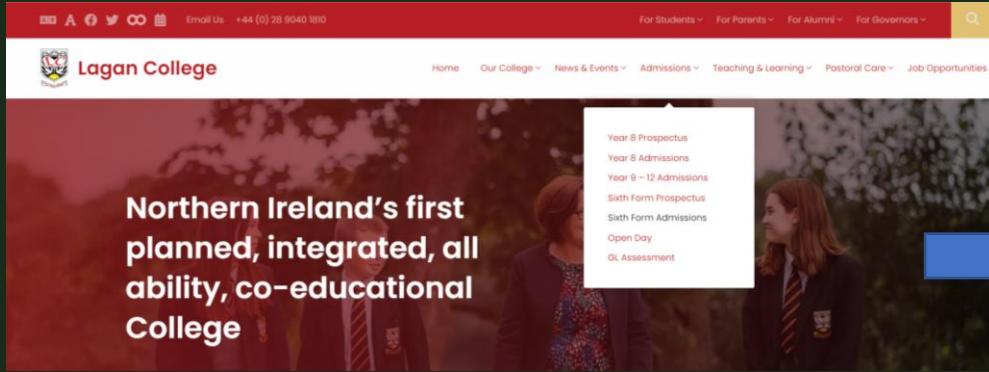 Email Us +44 (0) 28 9040 1810
For Students For Parents For Alumni For Governors
Lagan College
Home Our College News & Events Admissions Teaching & Learning Pastoral Care Job Opportunities
Year 8 Prospectus
Year 8 Admissions
Year 9 – 12 Admissions
Sixth Form Prospectus
Sixth Form Admissions
Open Day
GL Assessment
Northern Ireland’s first
planned, integrated, all
ability, co-educational
College